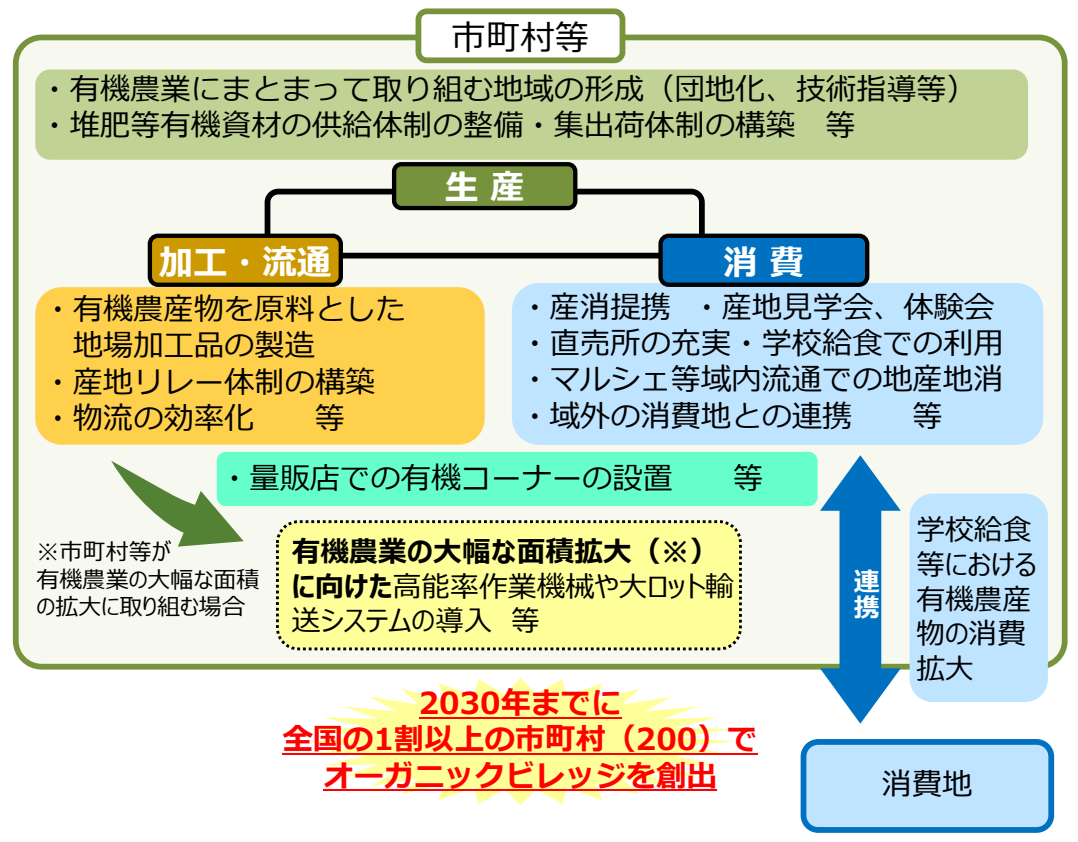 市町村等
・有機農業にまとまって取り組む地域の形成（団地化、技術指導等）
・堆肥等有機資材の供給体制の整備・集出荷体制の構築　等
生 産
加工・流通
消 費
・有機農産物を原料とした
地場加工品の製造
・産地リレー体制の構築
・物流の効率化　　等
・産消提携　・産地見学会、体験会
・直売所の充実・学校給食での利用
・マルシェ等域内流通での地産地消
・域外の消費地との連携　　等
・量販店での有機コーナーの設置　　等
※市町村等が
有機農業の大幅な面積
の拡大に取り組む場合
有機農業の大幅な面積拡大（※）
に向けた高能率作業機械や大ロット輸
送システムの導入　等
連携
学校給食
等における
有機農産
物の消費
拡大
2030年までに
全国の1割以上の市町村（200）で
オーガニックビレッジを創出
消費地